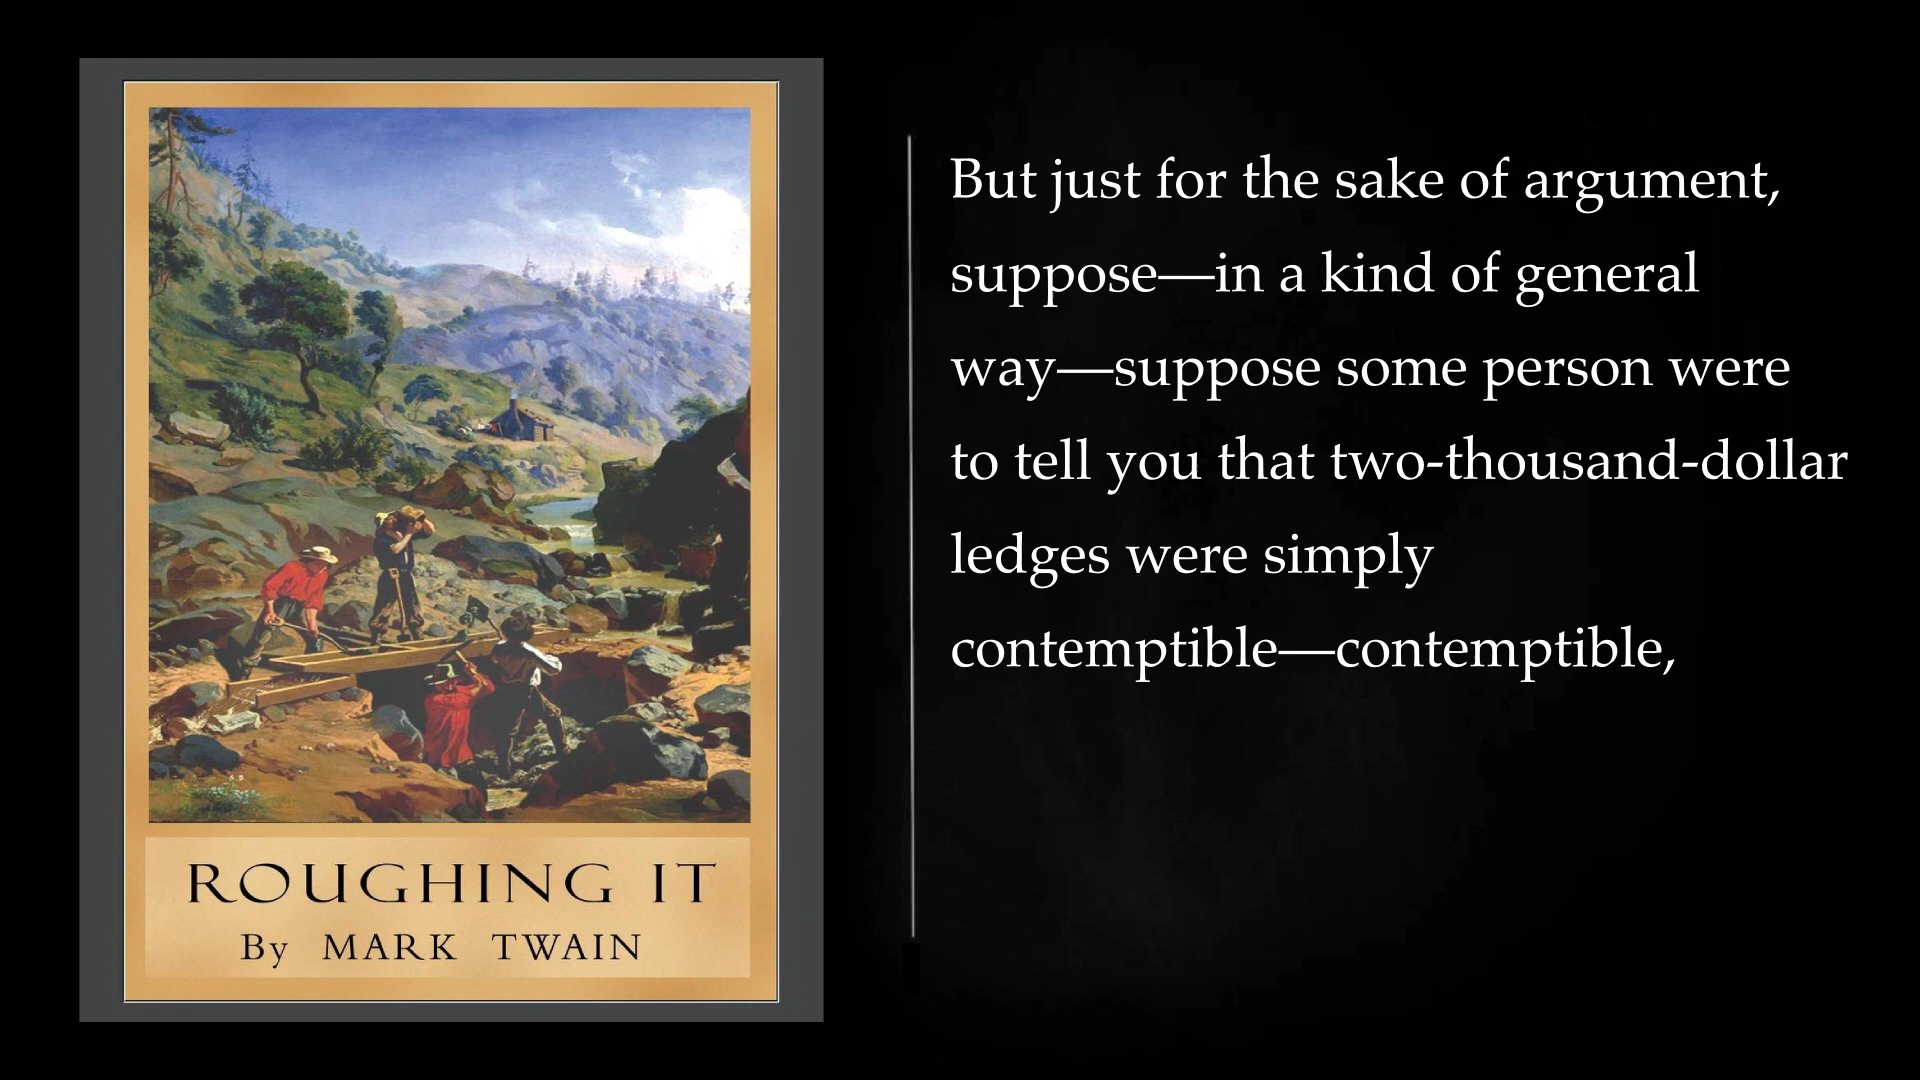 ROUGHING IT
By MARK TWAIN
But just for the sake of argument,
suppose—in a kind of general
way—suppose some person were
to tell you that two-thousand-dollar
ledges were simply
contemptible—contemptible,